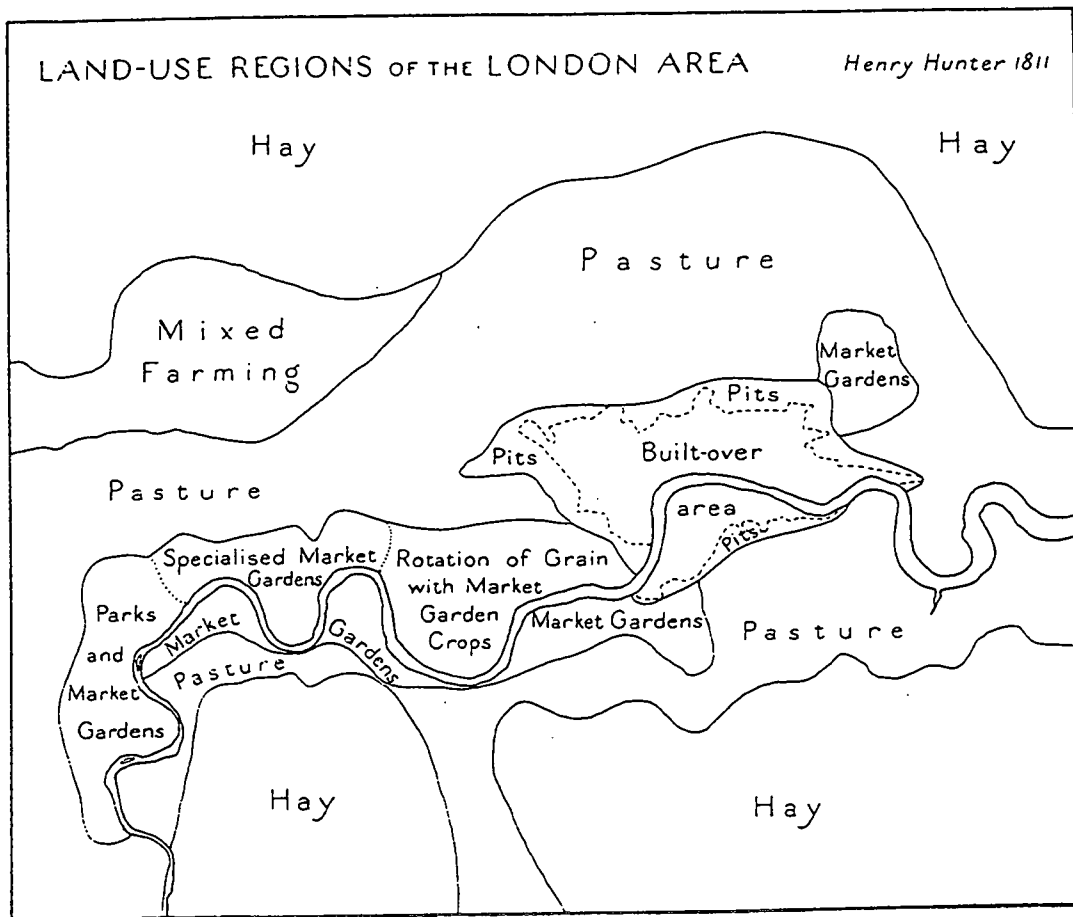 LAND-USE REGIONS OF THE LONDON AREA
Henry Hunter 1811
Hay
Hay
Pasture
Mixed
Farming
Market
Gardens
Pits
Pits
Built-over
area
Pits
Pasture
Specialised Market
Gardens
Rotation of Grain
with Market
Garden
Crops
Parks
and
Market
Gardens
Market
Gardens
Market Gardens
Pasture
Pasture
Hay
Hay